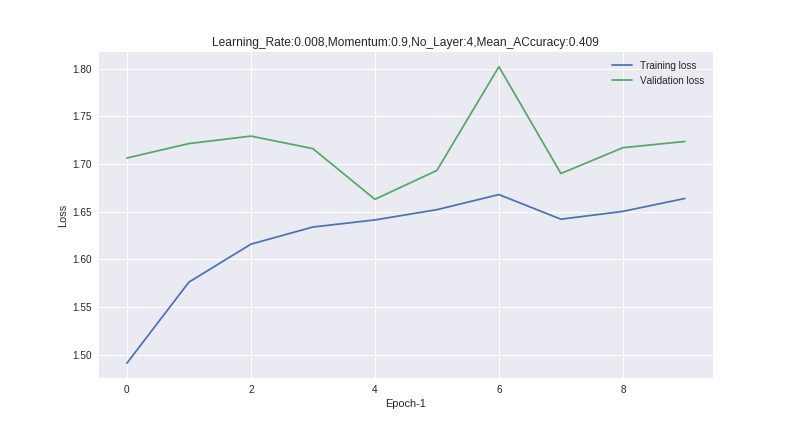 Learning_Rate:0.008,Momentum:0.9,No_Layer:4,Mean_ACcuracy:0.409
Training loss
Validation loss
1.80
1.75
1.70
1.65
1.60
1.55
1.50
Loss
0 2 4 6 8
Epoch-1